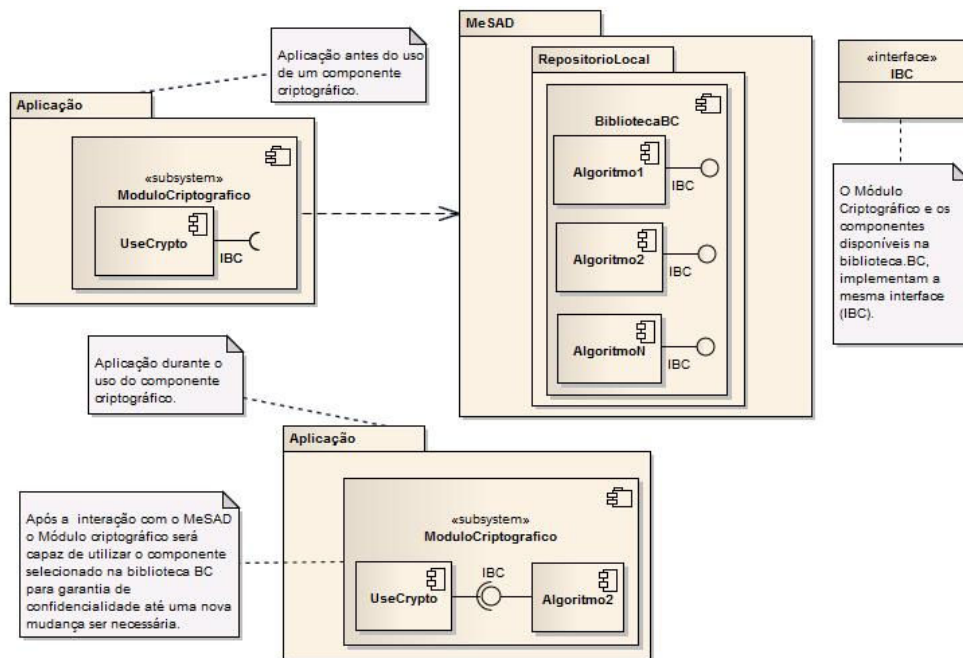 Aplicação antes do uso
de um componente
criptográfico.
Aplicação
«subsystem»
ModuloCriptografico
UseCrypto
IBC
MeSAD
RepositorioLocal
BibliotecaBC
Algoritmo1
IBC
Algoritmo2
IBC
AlgoritmoN
IBC
«interface»
IBC
O Módulo
Criptográfico e os
componentes
disponíveis na
biblioteca.BC,
implementam a
mesma interface
(IBC).
Aplicação durante o
uso do componente
criptográfico.
Aplicação
«subsystem»
ModuloCriptografico
UseCrypto
IBC
Algoritmo2
Após a interação com o MeSAD
o Módulo criptográfico será
capaz de utilizar o componente
selecionado na biblioteca BC
para garantia de
confidencialidade até uma nova
mudança ser necessária.